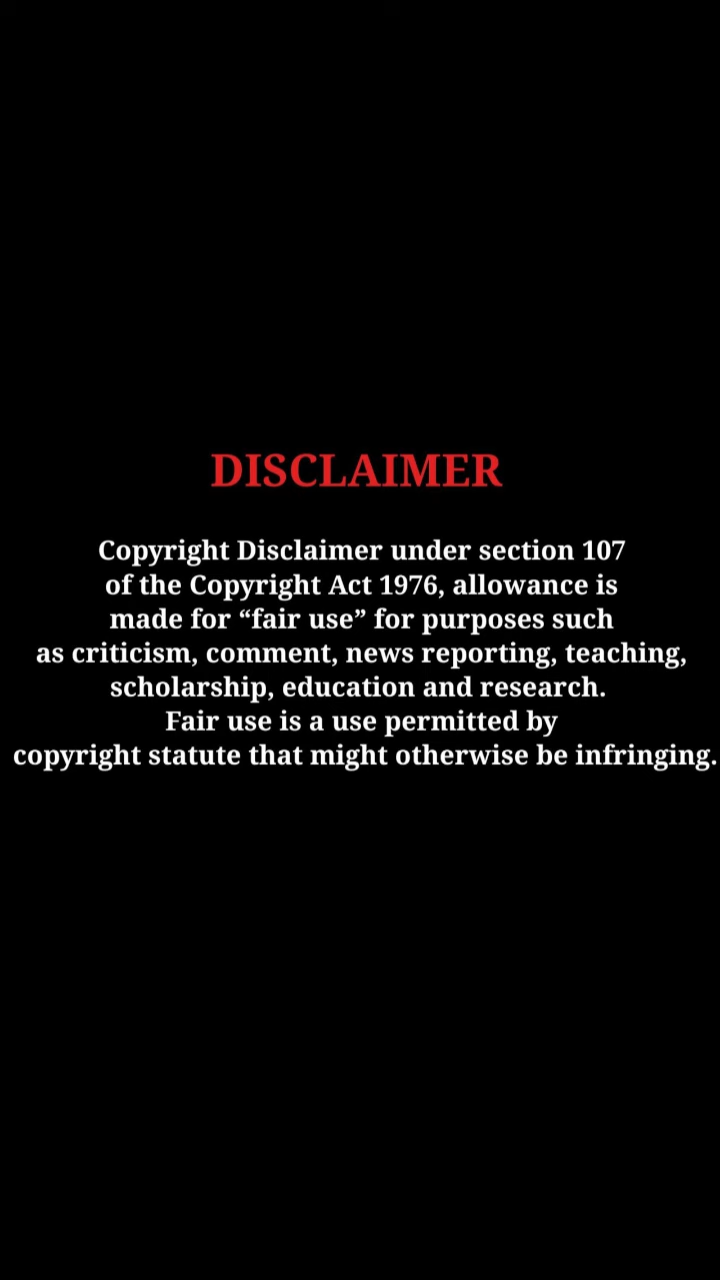 DISCLAIMER
Copyright Disclaimer under section 107
of the Copyright Act 1976, allowance is
made for “fair use” for purposes such
as criticism, comment, news reporting, teaching,
scholarship, education and research.
Fair use is a use permitted by
copyright statute that might otherwise be infringing.